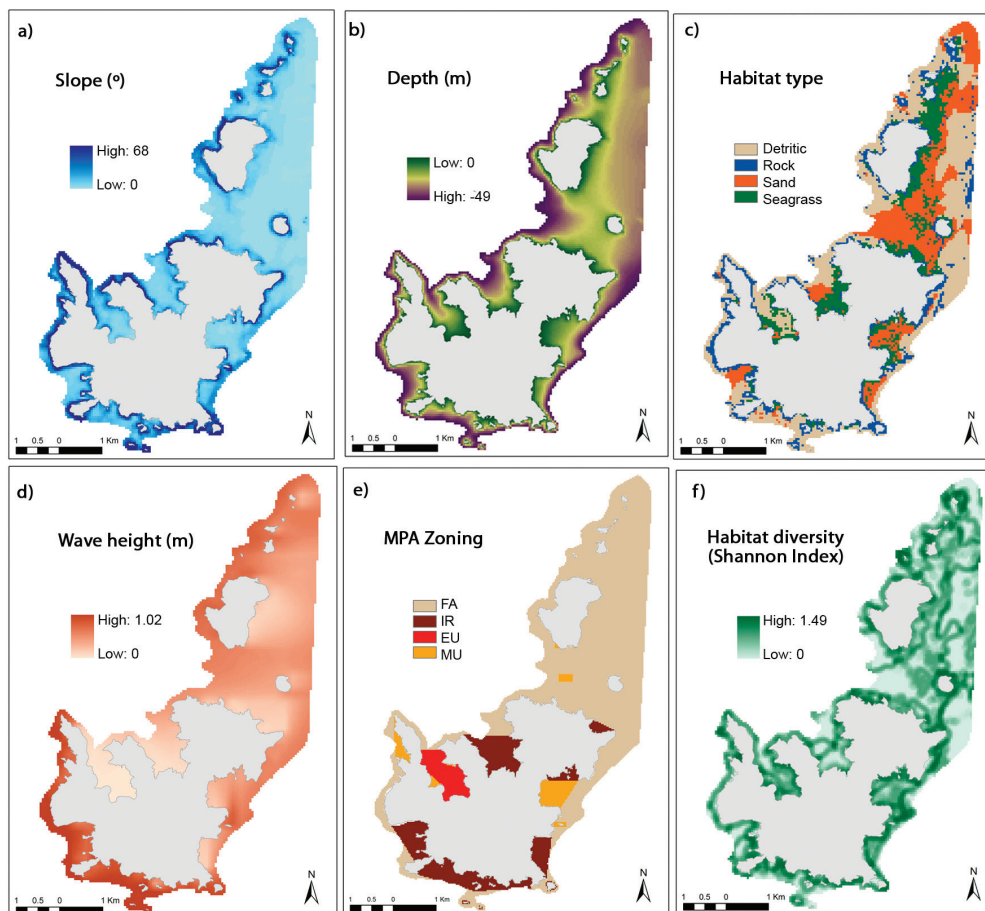 a)
Slope (º)
High: 68
Low: 0
N
1 0.5 0 1 Km
b)
Depth (m)
Low: 0
High: -49
N
1 0.5 0 1 Km
c)
Habitat type
Detritic
Rock
Sand
Seagrass
N
1 0.5 0 1 Km
d)
Wave height (m)
High: 1.02
Low: 0
N
1 0.5 0 1 Km
e)
MPA Zoning
FA
IR
EU
MU
N
1 0.5 0 1 Km
f)
Habitat diversity
(Shannon Index)
High: 1.49
Low: 0
N
1 0.5 0 1 Km